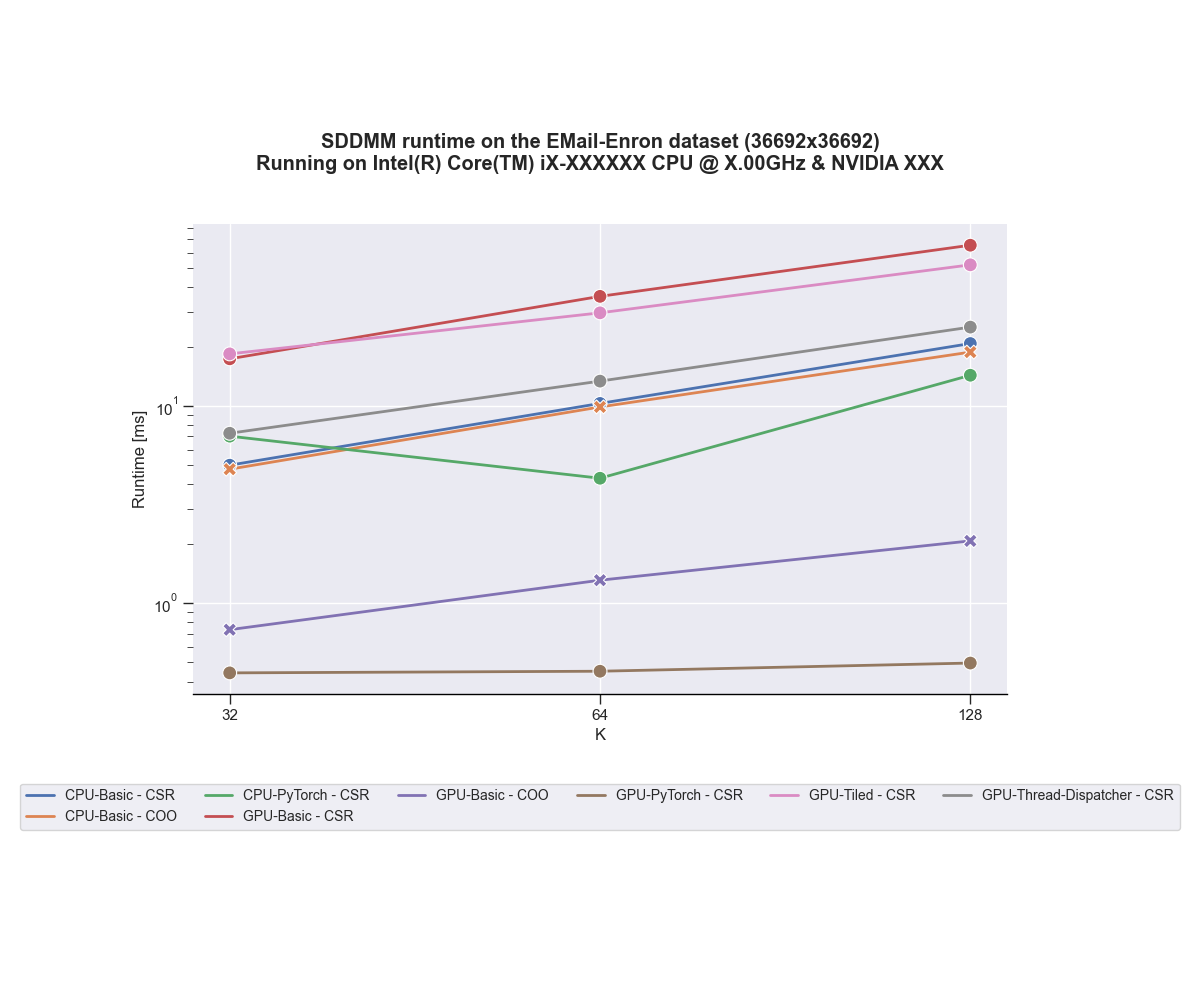 SDDMM runtime on the EMail-Enron dataset (36692x36692)
Running on Intel(R) Core(TM) iX-XXXXXX CPU @ X.00GHz & NVIDIA XXX
Runtime [ms]
10^1
10^0
32 64 128
K
CPU-Basic - CSR CPU-PyTorch - CSR GPU-Basic - COO GPU-PyTorch - CSR GPU-Tiled - CSR GPU-Thread-Dispatcher - CSR
CPU-Basic - COO GPU-Basic - CSR